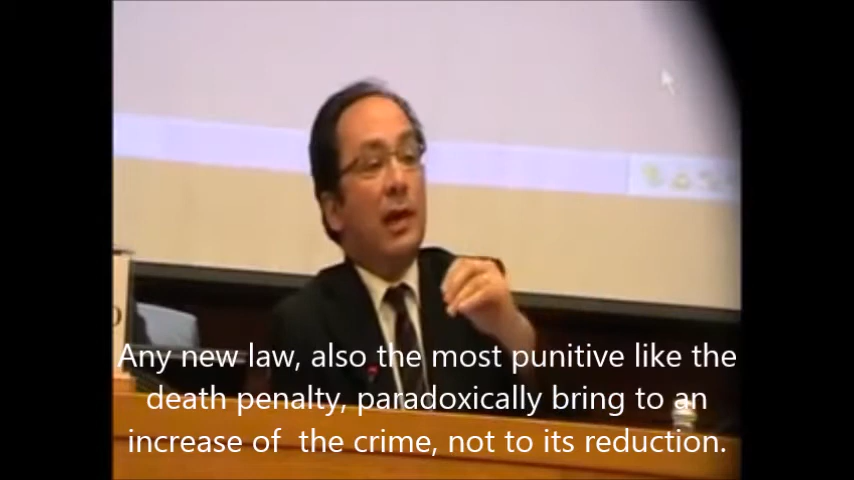 Any new law, also the most punitive like the
death penalty, paradoxically bring to an
increase of  the crime, not to its reduction.